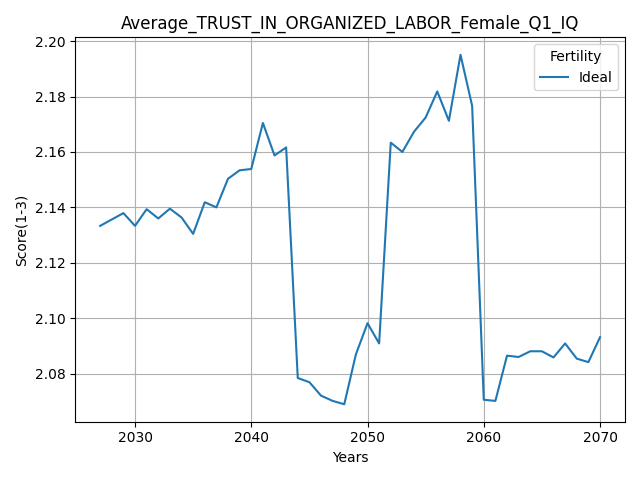 Average_TRUST_IN_ORGANIZED_LABOR_Female_Q1_IQ
Fertility
Ideal
Score(1-3)
2.20
2.18
2.16
2.14
2.12
2.10
2.08
2030 2040 2050 2060 2070
Years